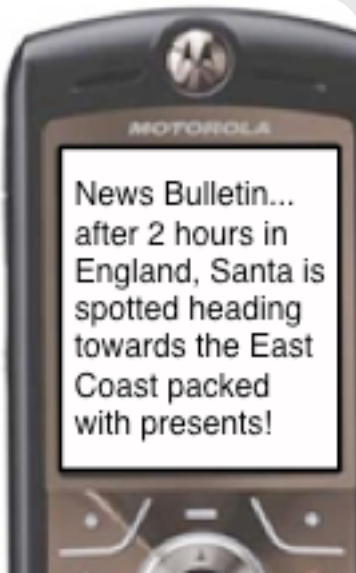 MOTOROLA
News Bulletin...
after 2 hours in
England, Santa is
spotted heading
towards the East
Coast packed
with presents!